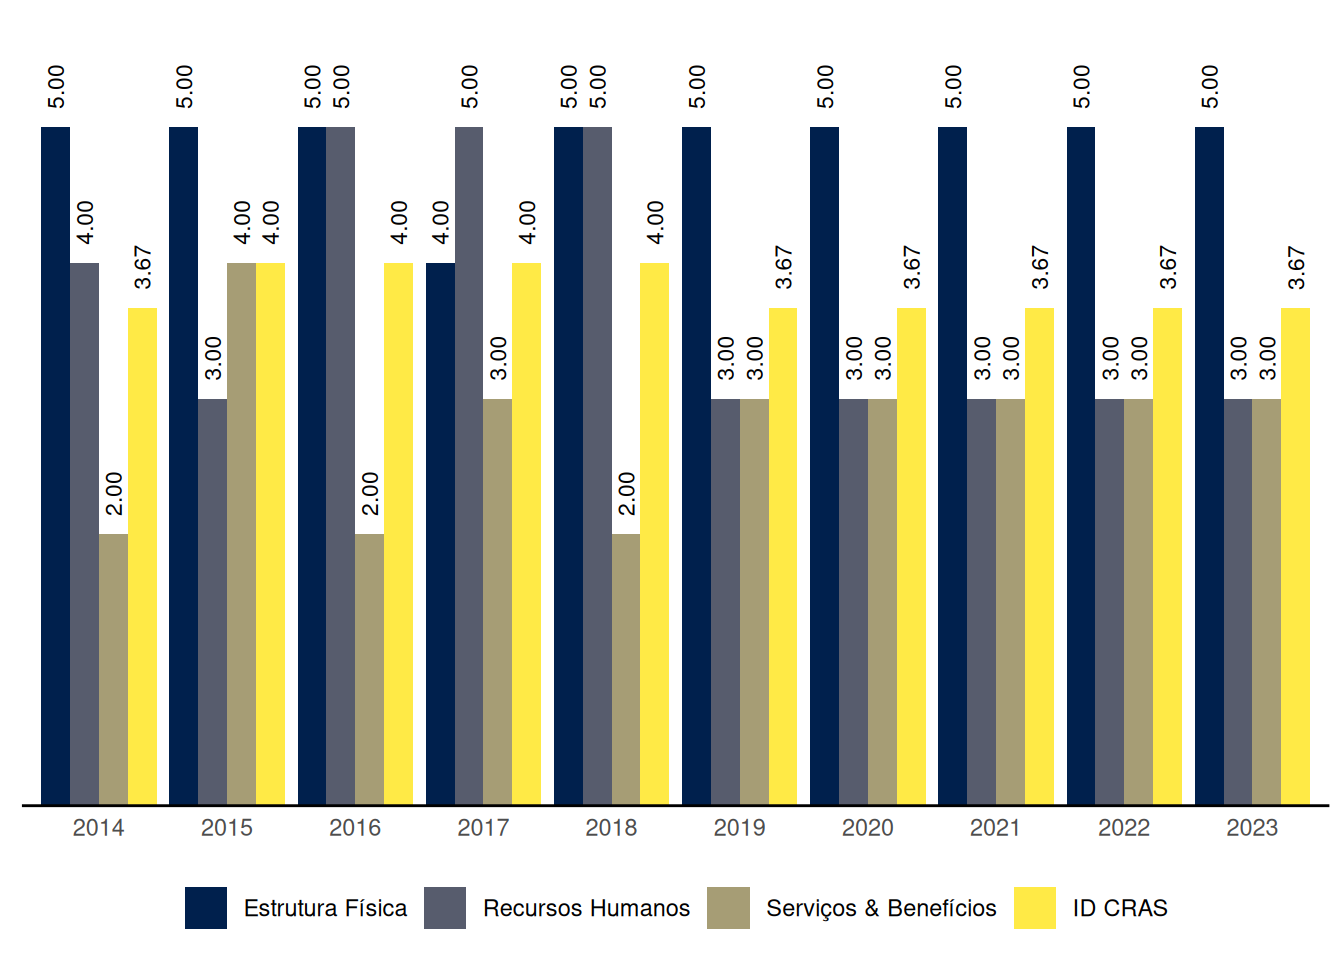 5.00 5.00 5.00 5.00 5.00 5.00 5.00 5.00 5.00 5.00 5.00 5.00
4.00 4.00 4.00 4.00 4.00 4.00 4.00
3.67 3.67 3.67 3.67 3.67 3.67
3.00 3.00 3.00 3.00 3.00 3.00 3.00 3.00 3.00 3.00 3.00 3.00
2.00 2.00 2.00
2014 2015 2016 2017 2018 2019 2020 2021 2022 2023
Estrutura Física Recursos Humanos Serviços & Benefícios ID CRAS